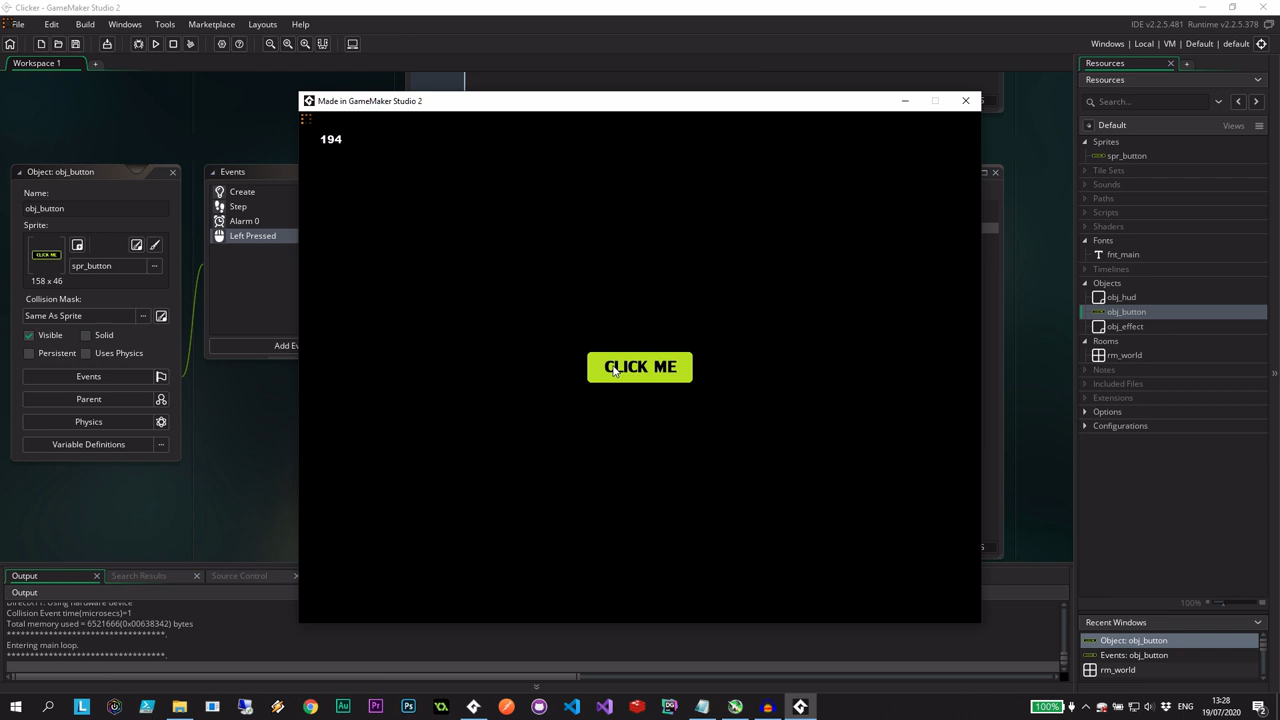 Clicker - GameMaker Studio 2
File Edit Build Windows Tools Marketplace Layouts Help
IDE v2.2.5.481 Runtime v2.2.5.378
Windows | Local | VM | Default | default
Workspace 1
Made in GameMaker Studio 2
194
CLICK ME
Object: obj_button
Name:
obj_button
Sprite:
CLICK ME
spr_button
158 x 46
Collision Mask:
Same As Sprite
Visible
Solid
Persistent
Uses Physics
Events
Parent
Physics
Variable Definitions
Events
Create
Step
Alarm 0
Left Pressed
Add Ev
Resources
Resources
Search...
Default
Views
Sprites
spr_button
Tile Sets
Sounds
Paths
Scripts
Shaders
Fonts
fnt_main
Timelines
Objects
obj_hud
obj_button
obj_effect
Rooms
rm_world
Notes
Included Files
Extensions
Options
Configurations
100%
Recent Windows
Object: obj_button
Events: obj_button
rm_world
Output
Search Results
Source Control
Output
Collision Event time(microsecs)=1
Total memory used = 6521666(0x00638342) bytes
**********************************.
Entering main loop.
**********************************.
100%
ENG
13:28
19/07/2020